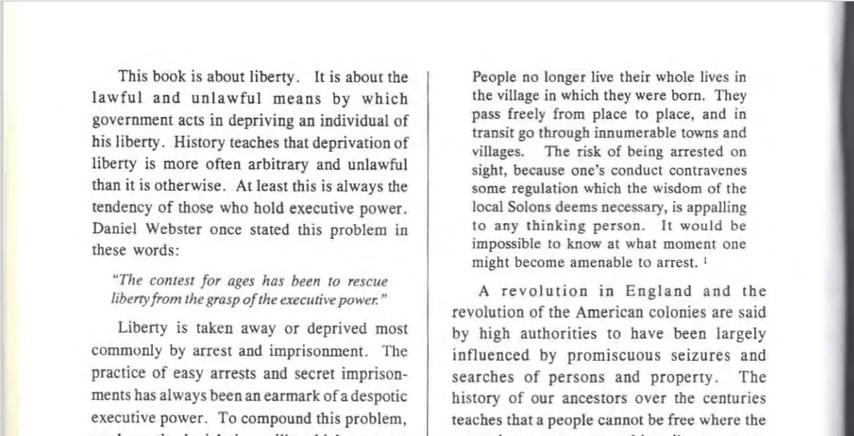 This book is about liberty. It is about the
lawful and unlawful means by which
government acts in depriving an individual of
his liberty. History teaches that deprivation of
liberty is more often arbitrary and unlawful
than it is otherwise. At least this is always the
tendency of those who hold executive power.
Daniel Webster once stated this problem in
these words:
"The contest for ages has been to rescue
liberty from the grasp of the executive power."
Liberty is taken away or deprived most
commonly by arrest and imprisonment. The
practice of easy arrests and secret imprison-
ments has always been an earmark of a despotic
executive power. To compound this problem,
People no longer live their whole lives in
the village in which they were born. They
pass freely from place to place, and in
transit go through innumerable towns and
villages. The risk of being arrested on
sight, because one's conduct contravenes
some regulation which the wisdom of the
local Solons deems necessary, is appalling
to any thinking person. It would be
impossible to know at what moment one
might become amenable to arrest. ¹
A revolution in England and the
revolution of the American colonies are said
by high authorities to have been largely
influenced by promiscuous seizures and
searches of persons and property. The
history of our ancestors over the centuries
teaches that a people cannot be free where the